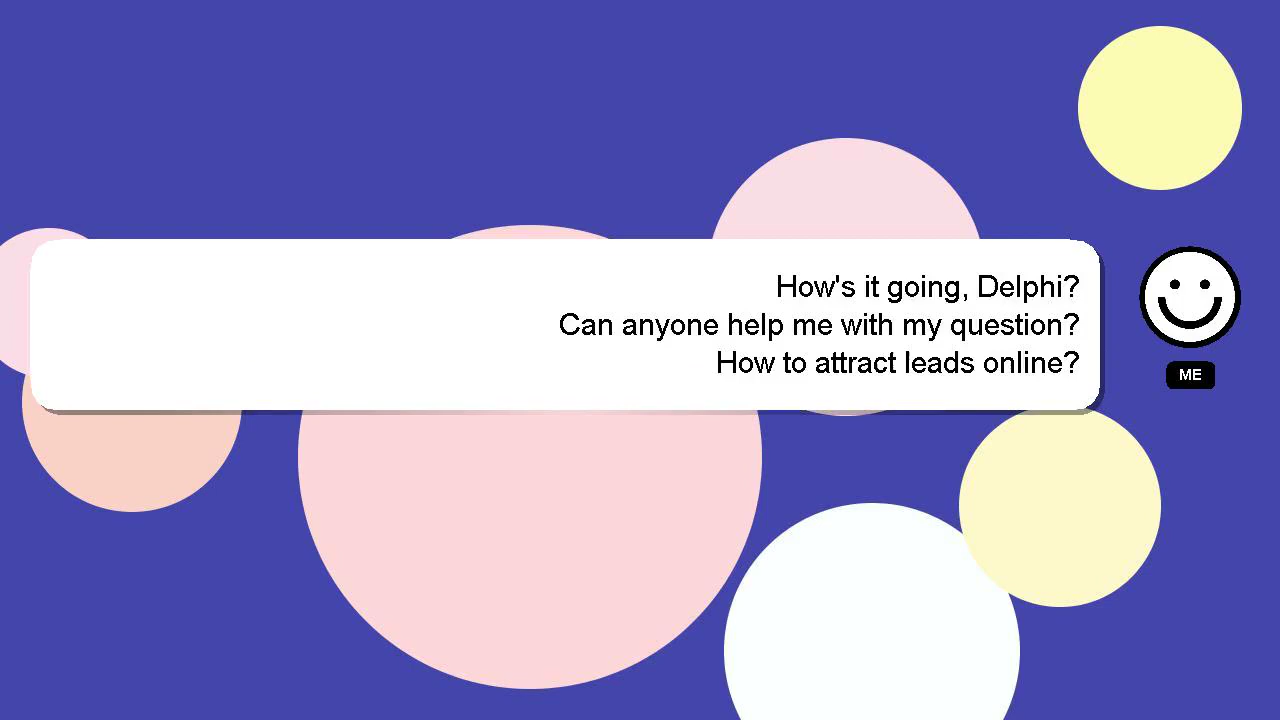 How's it going, Delphi?
Can anyone help me with my question?
How to attract leads online?
ME